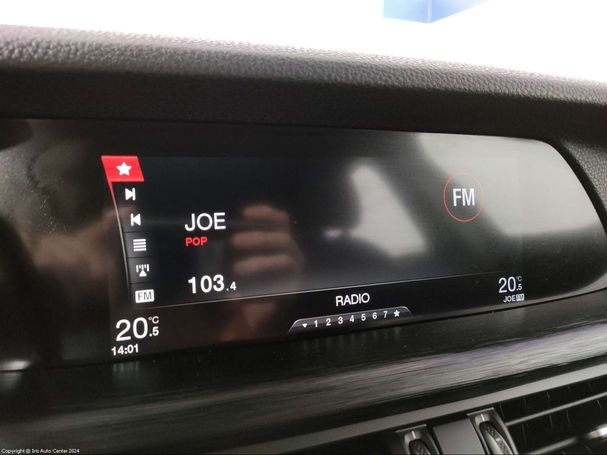 JOE
POP
FM
103.4
FM
RADIO
1 2 3 4 5 6 7
20.5 °C
14:01
20.5 °C
JOE FM
Copyright © Iris Auto Center 2024